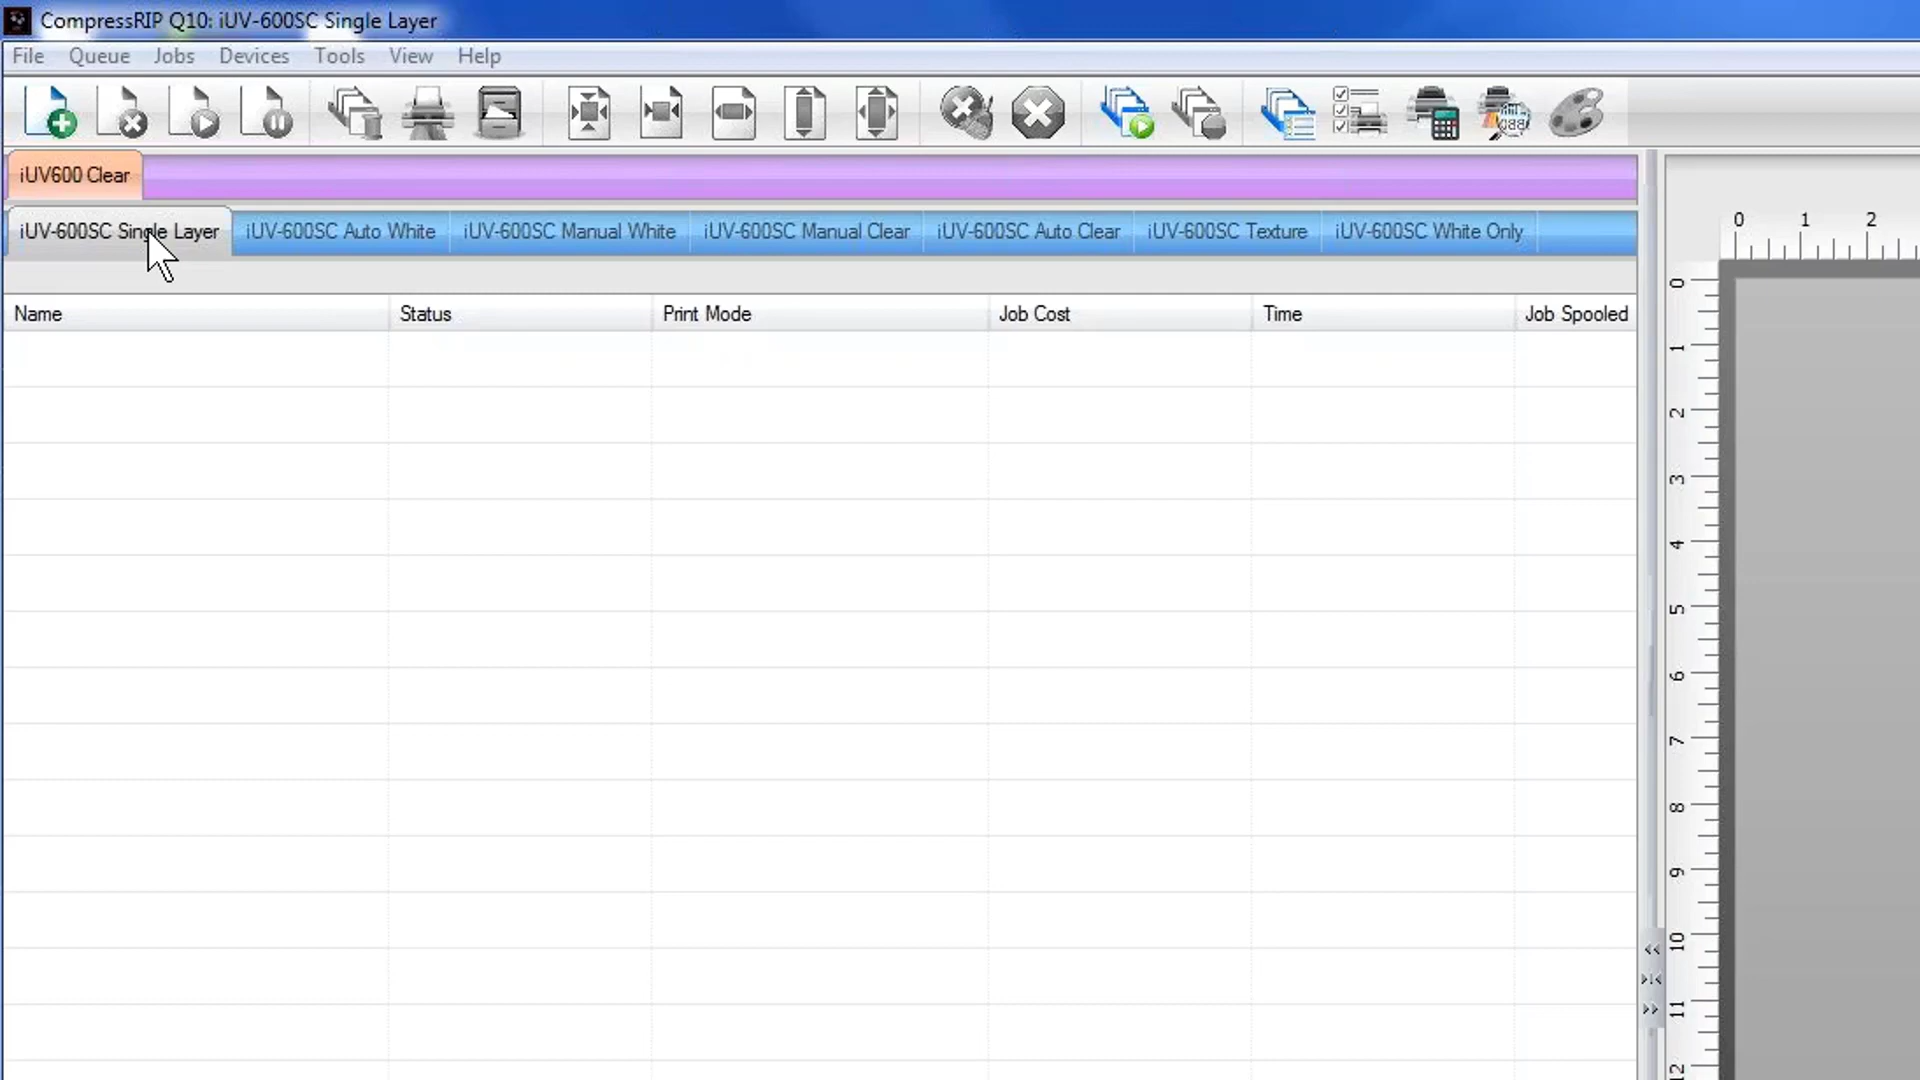 CompressRIP Q10: iUV-600SC Single Layer
File Queue Jobs Devices Tools View Help
iUV600 Clear
iUV-600SC Single Layer iUV-600SC Auto White iUV-600SC Manual White iUV-600SC Manual Clear iUV-600SC Auto Clear iUV-600SC Texture iUV-600SC White Only
Name Status Print Mode Job Cost Time Job Spooled
0 1 2
0
1
2
3
4
5
6
7
8
9
10
11
12